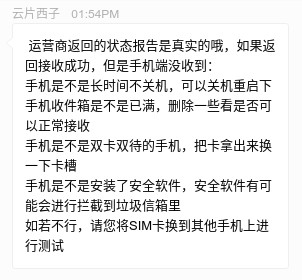 云片西子 01:54PM
运营商返回的状态报告是真实的哦，如果返
回接收成功，但是手机端没收到：
手机是不是长时间不关机，可以关机重启下
手机收件箱是不是已满，删除一些看是否可
以正常接收
手机是不是双卡双待的手机，把卡拿出来换
一下卡槽
手机是不是安装了安全软件，安全软件有可
能会进行拦截到垃圾信箱里
如若不行，请您将SIM卡换到其他手机上进
行测试